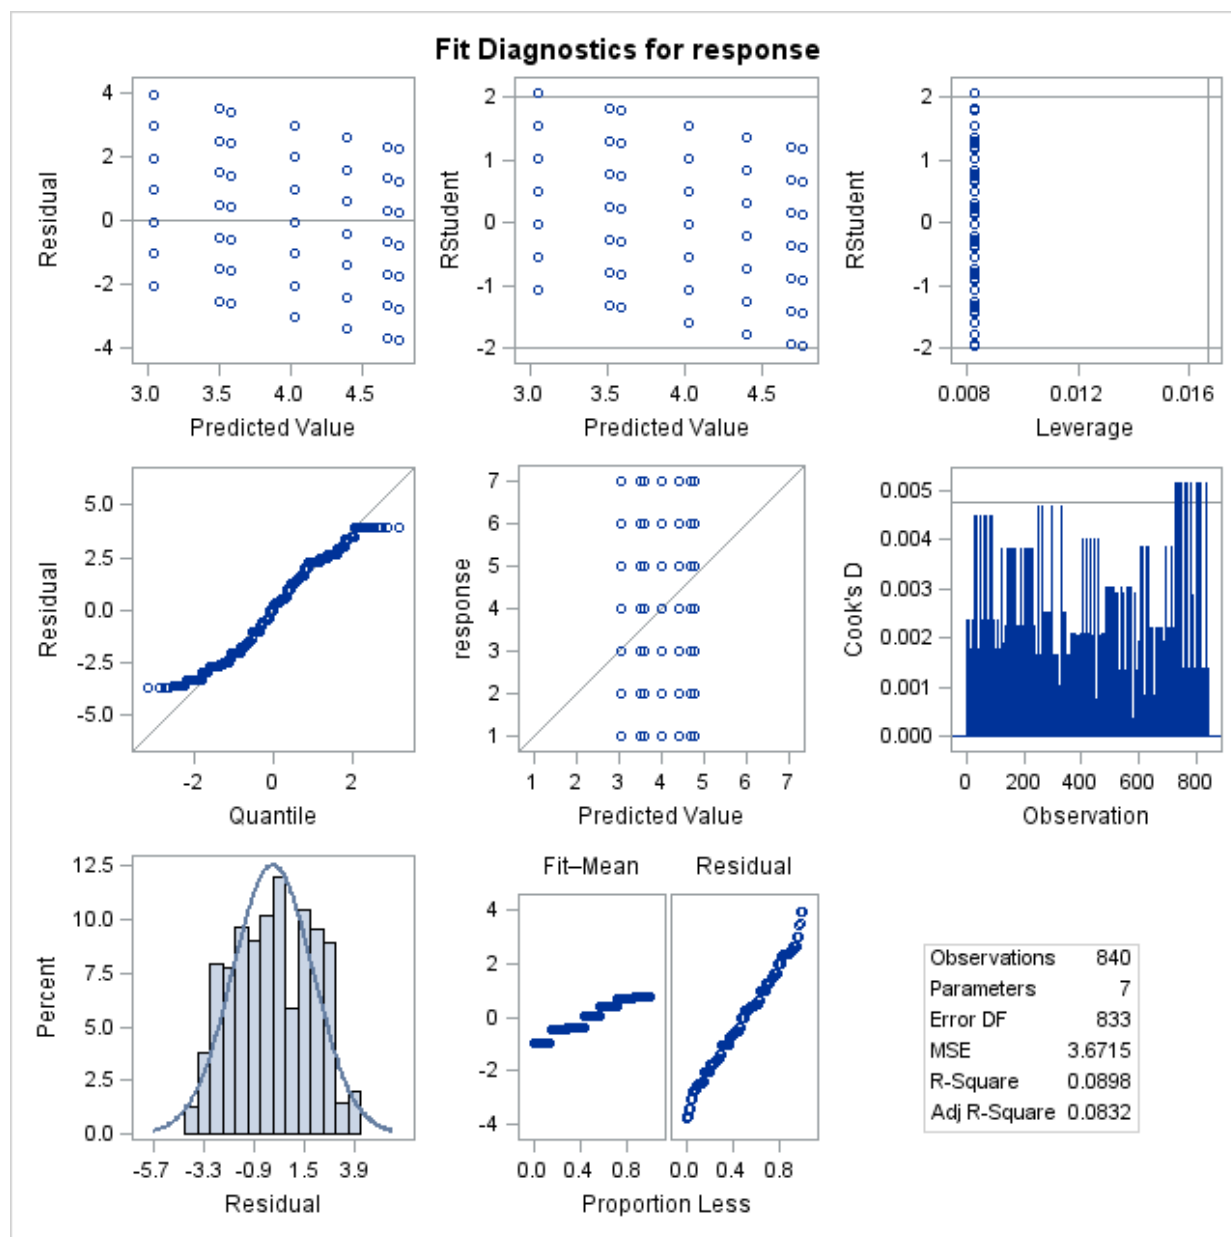 Fit Diagnostics for response
4
2
0
-2
-4
Residual
3.0 3.5 4.0 4.5
Predicted Value
2
1
0
-1
-2
RStudent
3.0 3.5 4.0 4.5
Predicted Value
2
1
0
-1
-2
RStudent
0.008 0.012 0.016
Leverage
5.0
2.5
0.0
-2.5
-5.0
Residual
-2 0 2
Quantile
7
6
5
4
3
2
1
response
1 2 3 4 5 6 7
Predicted Value
0.005
0.004
0.003
0.002
0.001
0.000
Cook's D
0 200 400 600 800
Observation
12.5
10.0
7.5
5.0
2.5
0.0
Percent
-5.7 -3.3 -0.9 1.5 3.9
Residual
Fit–Mean Residual
4
2
0
-2
-4
0.0 0.4 0.8 0.0 0.4 0.8
Proportion Less
Observations 840
Parameters 7
Error DF 833
MSE 3.6715
R-Square 0.0898
Adj R-Square 0.0832